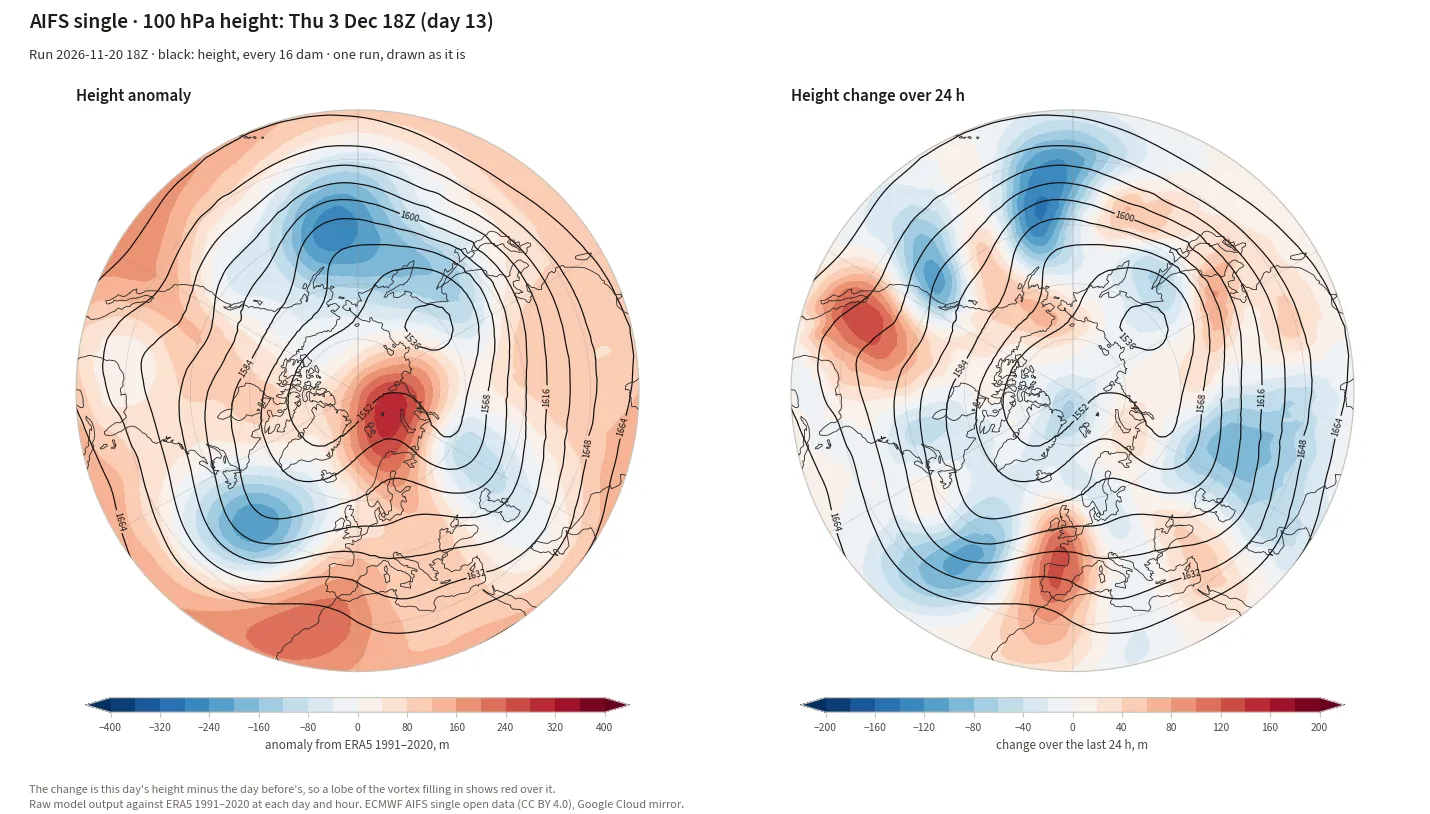 AIFS single · 100 hPa height: Thu 3 Dec 18Z (day 13)
Run 2026-11-20 18Z · black: height, every 16 dam · one run, drawn as it is
Height anomaly
Height change over 24 h
1600
1584
1536
1552
1568
1616
1648
1664
1664
1632
1600
1584
1536
1552
1568
1616
1648
1664
1664
1632
−400 −320 −240 −160 −80 0 80 160 240 320 400
anomaly from ERA5 1991–2020, m
−200 −160 −120 −80 −40 0 40 80 120 160 200
change over the last 24 h, m
The change is this day's height minus the day before's, so a lobe of the vortex filling in shows red over it.
Raw model output against ERA5 1991–2020 at each day and hour. ECMWF AIFS single open data (CC BY 4.0), Google Cloud mirror.